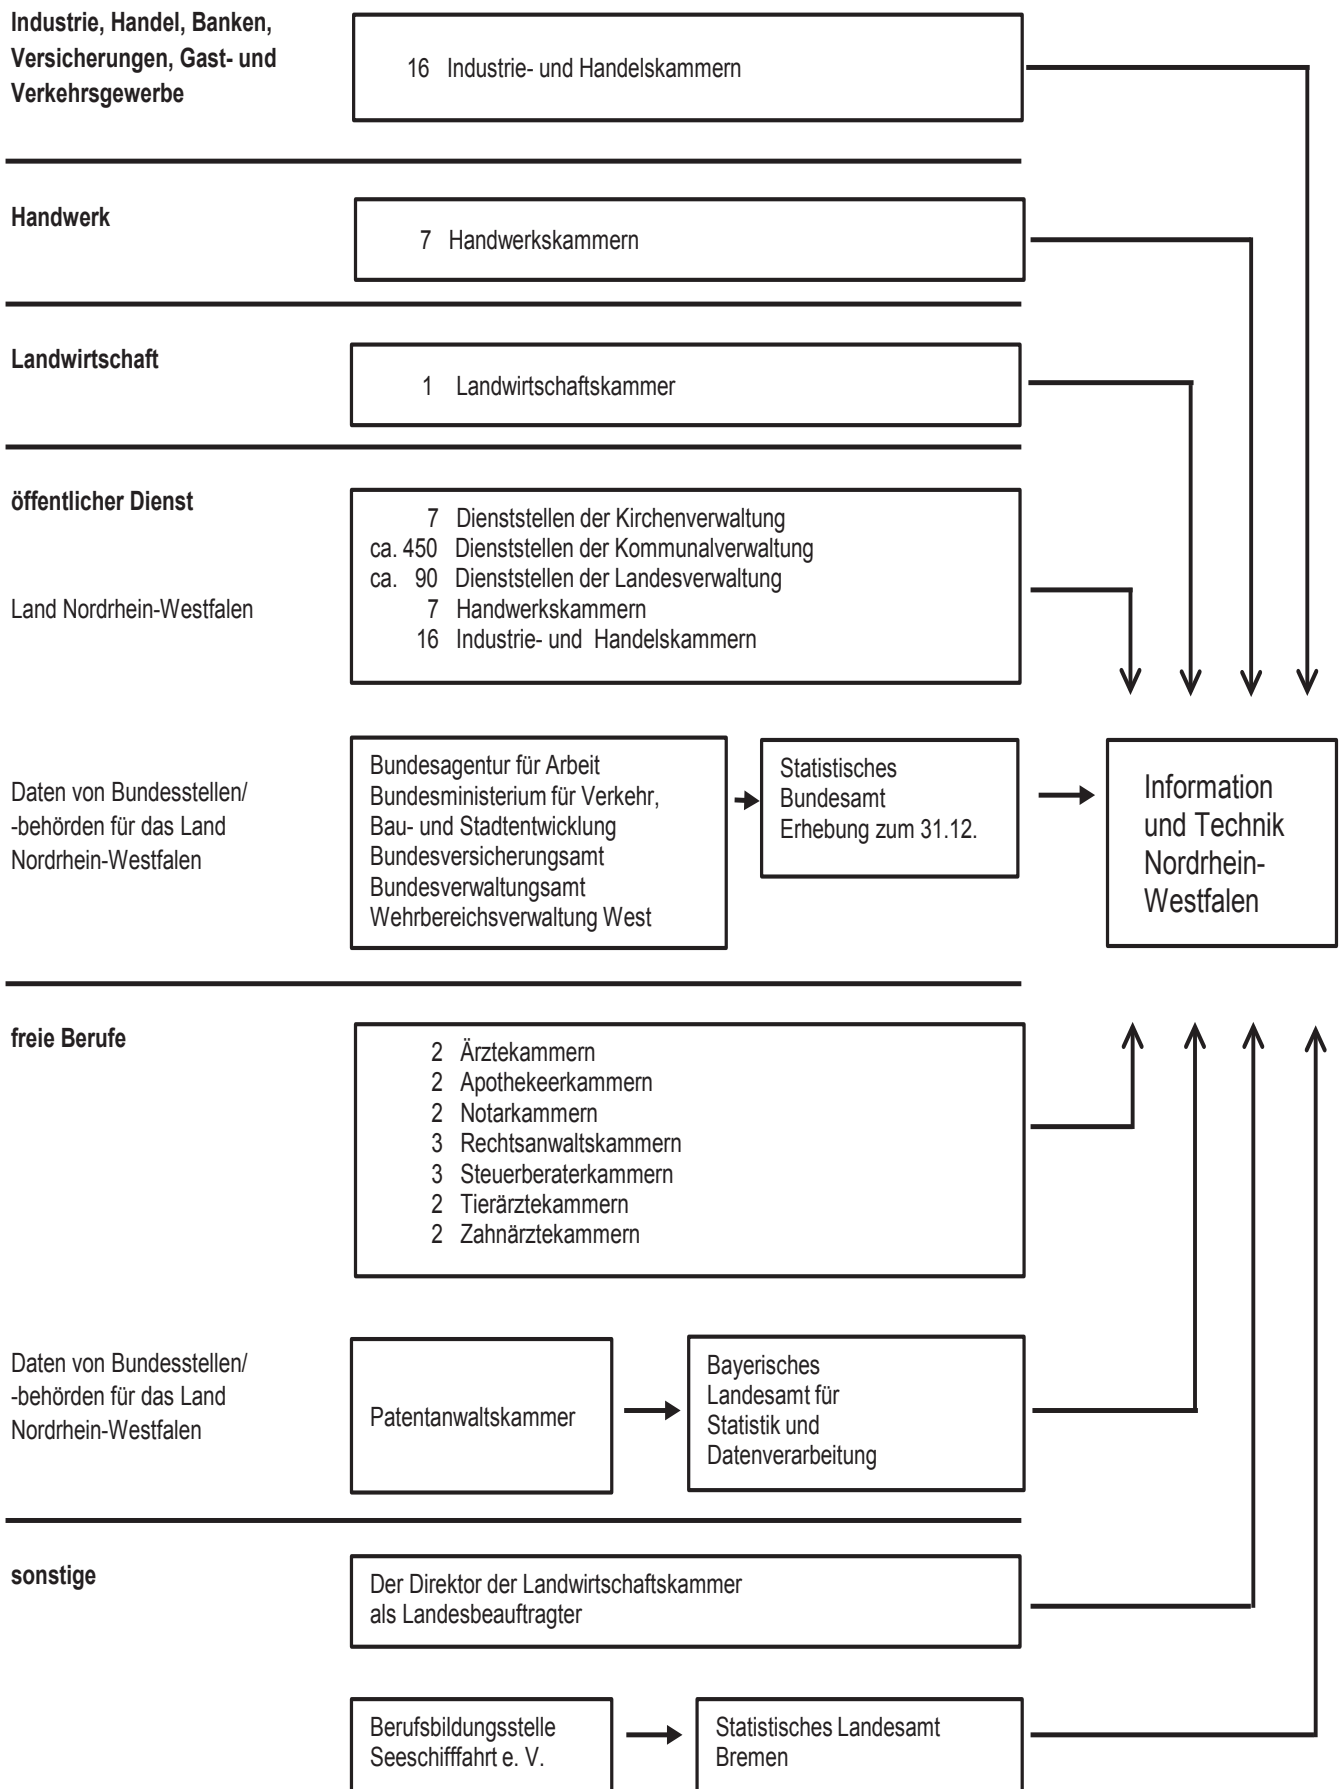 Industrie, Handel, Banken,
Versicherungen, Gast- und
Verkehrsgewerbe
16 Industrie- und Handelskammern
Handwerk
7 Handwerkskammern
Landwirtschaft
1 Landwirtschaftskammer
öffentlicher Dienst
Land Nordrhein-Westfalen
7 Dienststellen der Kirchenverwaltung
ca. 450 Dienststellen der Kommunalverwaltung
ca. 90 Dienststellen der Landesverwaltung
7 Handwerkskammern
16 Industrie- und Handelskammern
Daten von Bundesstellen/
-behörden für das Land
Nordrhein-Westfalen
Bundesagentur für Arbeit
Bundesministerium für Verkehr,
Bau- und Stadtentwicklung
Bundesversicherungsamt
Bundesverwaltungsamt
Wehrbereichsverwaltung West
Statistisches
Bundesamt
Erhebung zum 31.12.
Information
und Technik
Nordrhein-
Westfalen
freie Berufe
2 Ärztekammern
2 Apothekeerkammern
2 Notarkammern
3 Rechtsanwaltskammern
3 Steuerberaterkammern
2 Tierärztekammern
2 Zahnärztekammern
Daten von Bundesstellen/
-behörden für das Land
Nordrhein-Westfalen
Patentanwaltskammer
Bayerisches
Landesamt für
Statistik und
Datenverarbeitung
sonstige
Der Direktor der Landwirtschaftskammer
als Landesbeauftragter
Berufsbildungsstelle
Seeschifffahrt e. V.
Statistisches Landesamt
Bremen